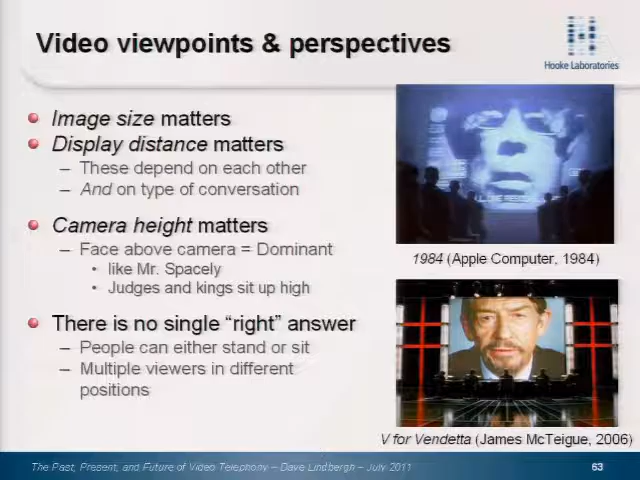 Video viewpoints & perspectives
Hooke Laboratories
Image size matters
Display distance matters
– These depend on each other
– And on type of conversation
Camera height matters
– Face above camera = Dominant
• like Mr. Spacely
• Judges and kings sit up high
There is no single “right” answer
– People can either stand or sit
– Multiple viewers in different
positions
1984 (Apple Computer, 1984)
V for Vendetta (James McTeigue, 2006)
The Past, Present, and Future of Video Telephony – Dave Lindbergh – July 2011
63